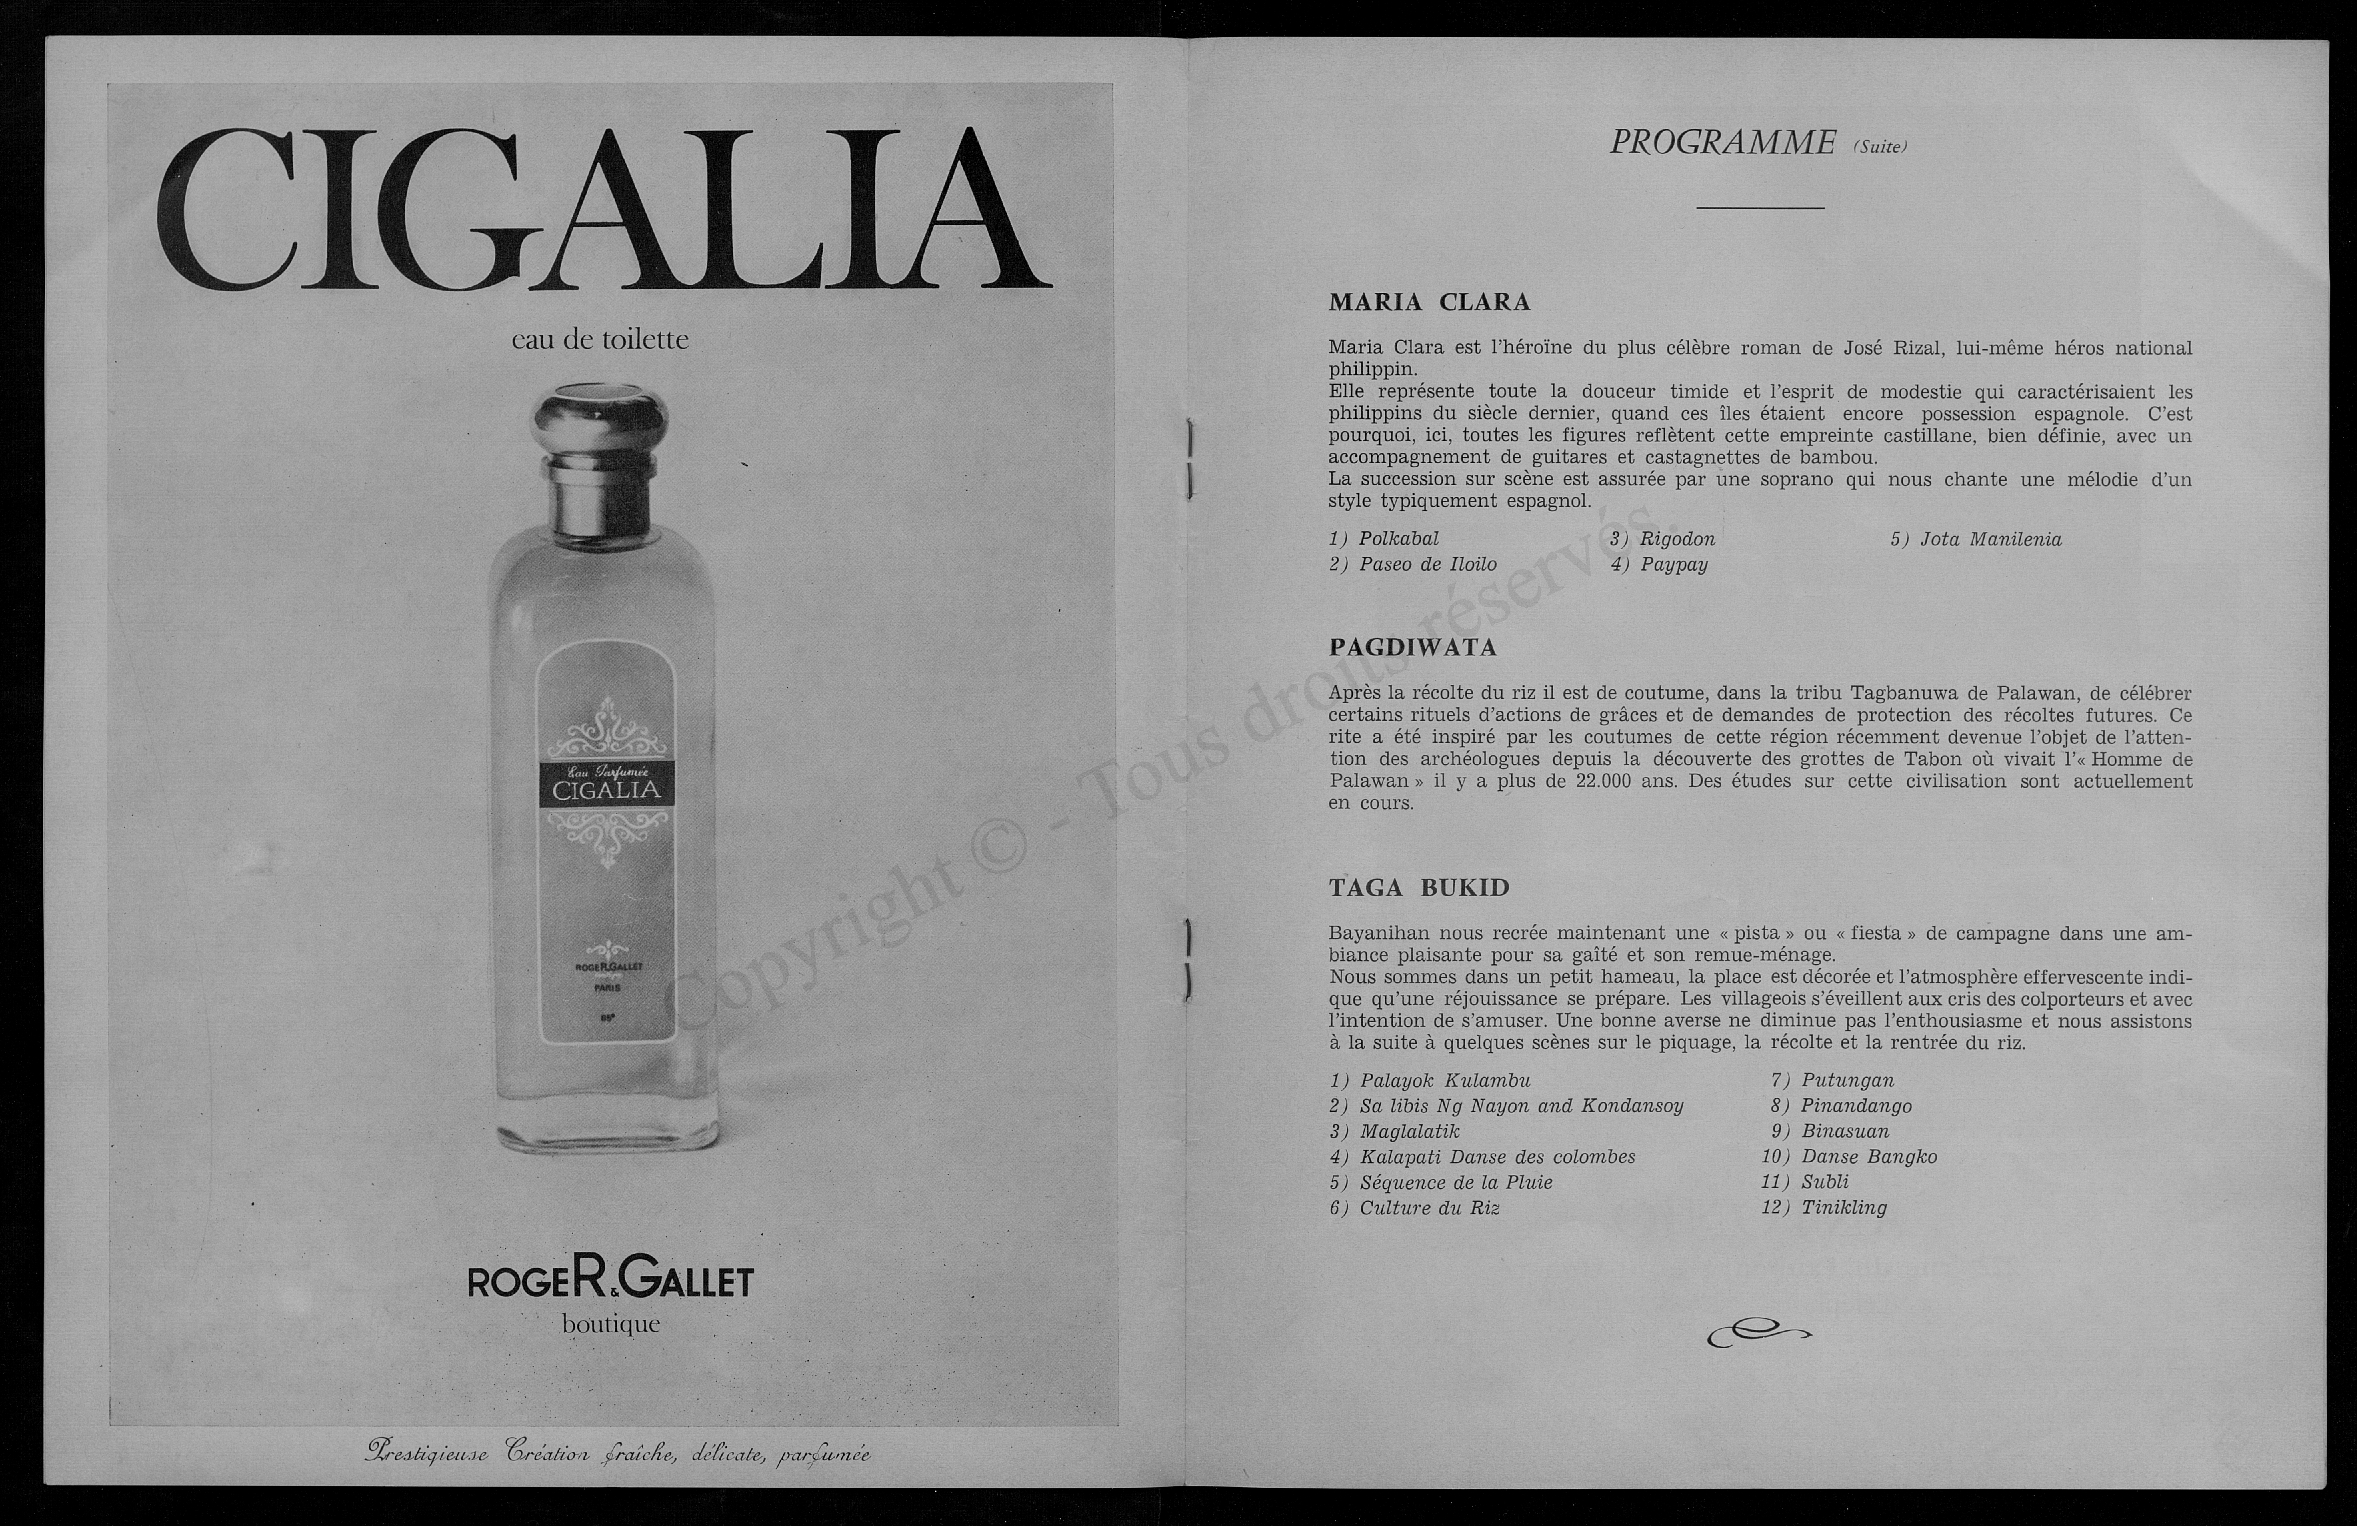 CIGALIA
eau de toilette
Eau Parfumée
CIGALIA
ROGER & GALLET
PARIS
85°
ROGER & GALLET
boutique
Prestigieuse Création fraîche, délicate, parfumée
PROGRAMME (Suite)
MARIA CLARA
Maria Clara est l'héroïne du plus célèbre roman de José Rizal, lui-même héros national
philippin.
Elle représente toute la douceur timide et l'esprit de modestie qui caractérisaient les
philippins du siècle dernier, quand ces îles étaient encore possession espagnole. C'est
pourquoi, ici, toutes les figures reflètent cette empreinte castillane, bien définie, avec un
accompagnement de guitares et castagnettes de bambou.
La succession sur scène est assurée par une soprano qui nous chante une mélodie d'un
style typiquement espagnol.
1) Polkabal
2) Paseo de Iloilo
3) Rigodon
4) Paypay
5) Jota Manilenia
PAGDIWATA
Après la récolte du riz il est de coutume, dans la tribu Tagbanuwa de Palawan, de célébrer
certains rituels d'actions de grâces et de demandes de protection des récoltes futures. Ce
rite a été inspiré par les coutumes de cette région récemment devenue l'objet de l'atten-
tion des archéologues depuis la découverte des grottes de Tabon où vivait l'« Homme de
Palawan » il y a plus de 22.000 ans. Des études sur cette civilisation sont actuellement
en cours.
TAGA BUKID
Bayanihan nous recrée maintenant une « pista » ou « fiesta » de campagne dans une am-
biance plaisante pour sa gaîté et son remue-ménage.
Nous sommes dans un petit hameau, la place est décorée et l'atmosphère effervescente indi-
que qu'une réjouissance se prépare. Les villageois s'éveillent aux cris des colporteurs et avec
l'intention de s'amuser. Une bonne averse ne diminue pas l'enthousiasme et nous assistons
à la suite à quelques scènes sur le piquage, la récolte et la rentrée du riz.
1) Palayok Kulambu
2) Sa libis Ng Nayon and Kondansoy
3) Maglalatik
4) Kalapati Danse des colombes
5) Séquence de la Pluie
6) Culture du Riz
7) Putungan
8) Pinandango
9) Binasuan
10) Danse Bangko
11) Subli
12) Tinikling
Copyright © - Tous droits réservés.